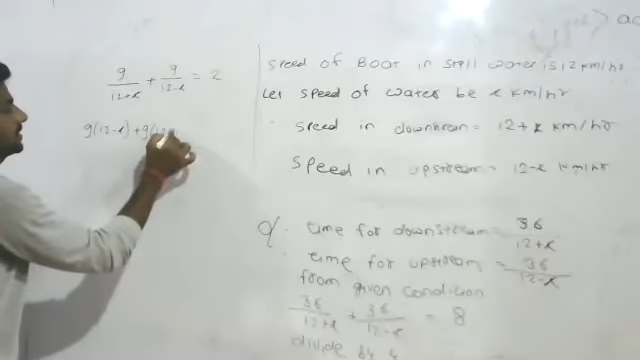 9/12+x + 9/12-x = 2
9(12-x) + 9(12
Speed of Boat in still water is 12 km/hr
Let speed of water be x km/hr
speed in downstream = 12+x km/hr
speed in upstream = 12-x km/hr
time for downstream = 36/12+x
time for upstream = 36/12-x
from given condition
36/12+x + 36/12-x = 8
divide by